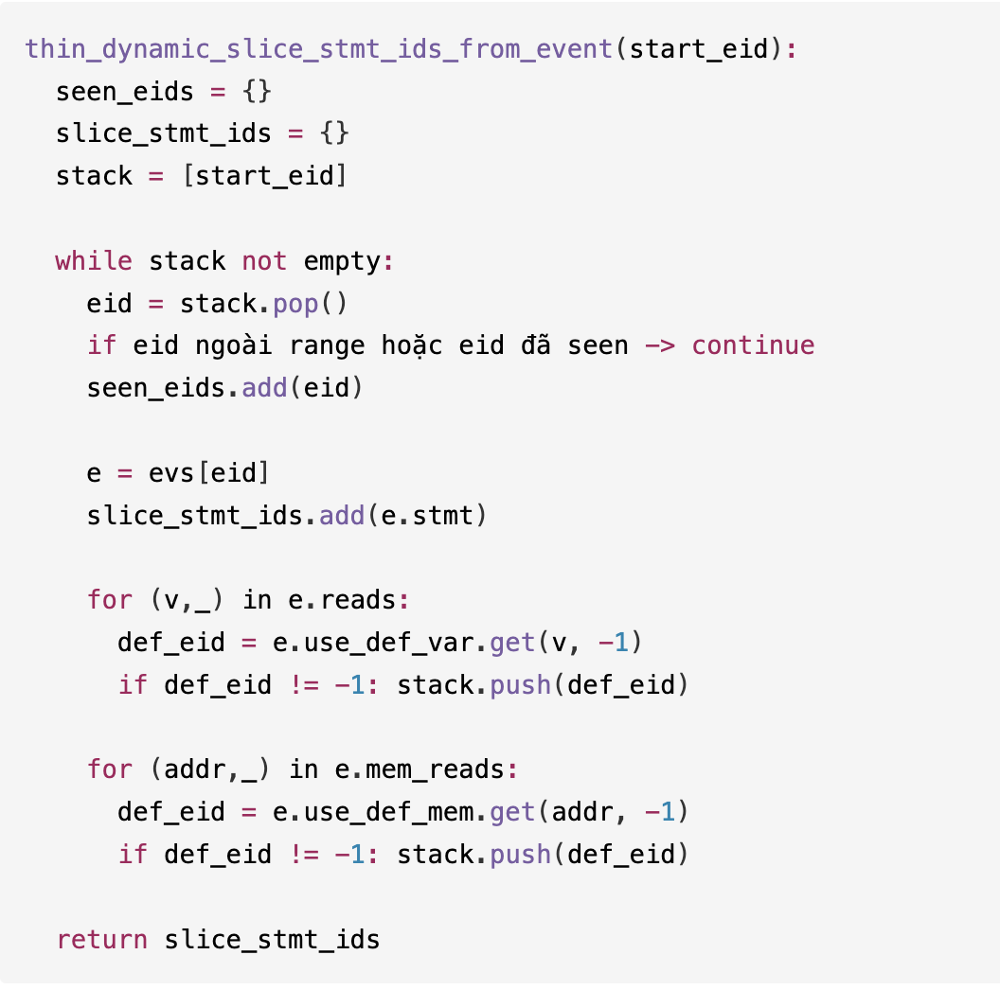 thin_dynamic_slice_stmt_ids_from_event(start_eid):
  seen_eids = {}
  slice_stmt_ids = {}
  stack = [start_eid]

  while stack not empty:
    eid = stack.pop()
    if eid ngoài range hoặc eid đã seen -> continue
    seen_eids.add(eid)

    e = evs[eid]
    slice_stmt_ids.add(e.stmt)

    for (v,_) in e.reads:
      def_eid = e.use_def_var.get(v, -1)
      if def_eid != -1: stack.push(def_eid)

    for (addr,_) in e.mem_reads:
      def_eid = e.use_def_mem.get(addr, -1)
      if def_eid != -1: stack.push(def_eid)

  return slice_stmt_ids